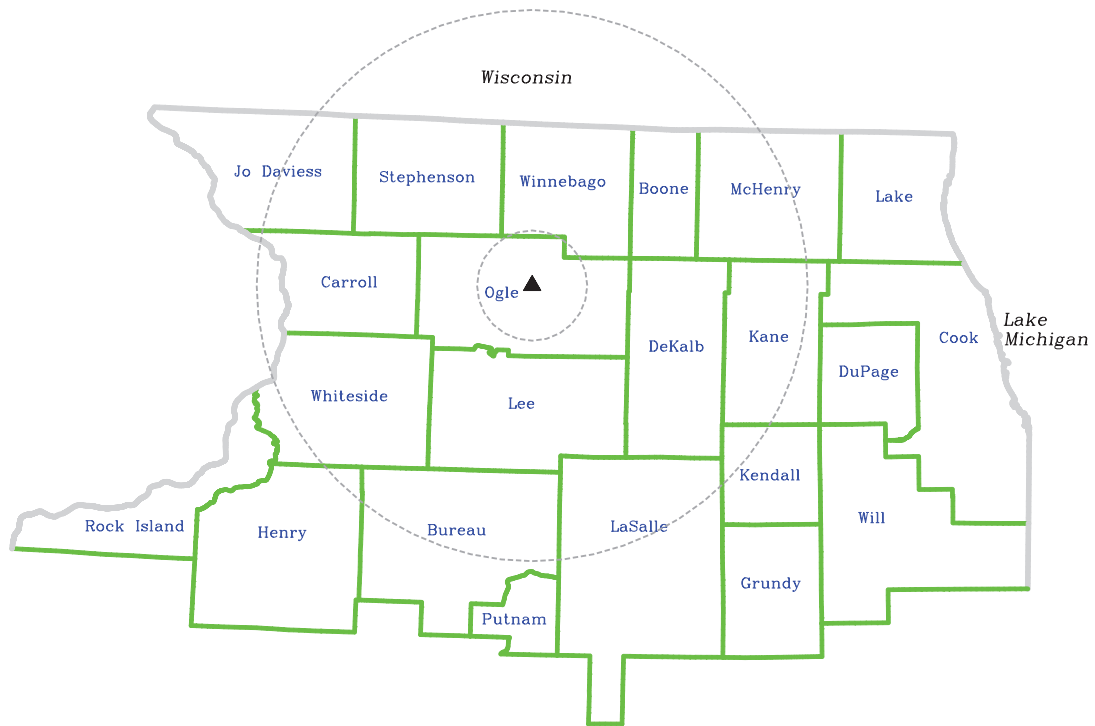 Wisconsin
Jo Daviess
Stephenson
Winnebago
Boone
McHenry
Lake
Carroll
Ogle
DeKalb
Kane
Cook
Lake
Michigan
DuPage
Whiteside
Lee
Kendall
Rock Island
Henry
Bureau
LaSalle
Will
Grundy
Putnam